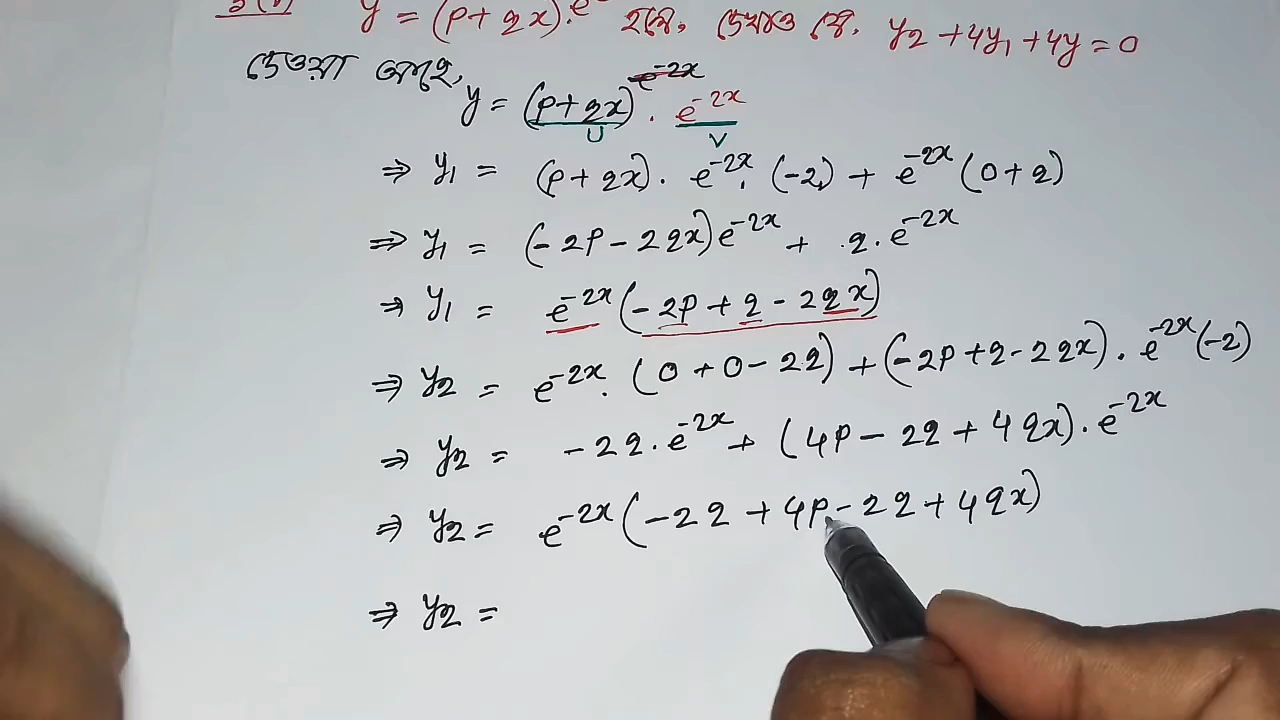 y = (p+qx).e হলে, দেখাও যে, y₂ + 4y₁ + 4y = 0
দেওয়া আছে,
y = (p+qx) . e⁻²ˣ
U V
⇒ y₁ = (p+qx). e⁻²ˣ. (-2) + e⁻²ˣ (0+q)
⇒ y₁ = (-2p - 2qx) e⁻²ˣ + q. e⁻²ˣ
⇒ y₁ = e⁻²ˣ (-2p + q - 2qx)
⇒ y₂ = e⁻²ˣ. (0+0-2q) + (-2p+q-2qx). e⁻²ˣ (-2)
⇒ y₂ = -2q. e⁻²ˣ + (4p - 2q + 4qx). e⁻²ˣ
⇒ y₂ = e⁻²ˣ (-2q + 4p - 2q + 4qx)
⇒ y₂ =